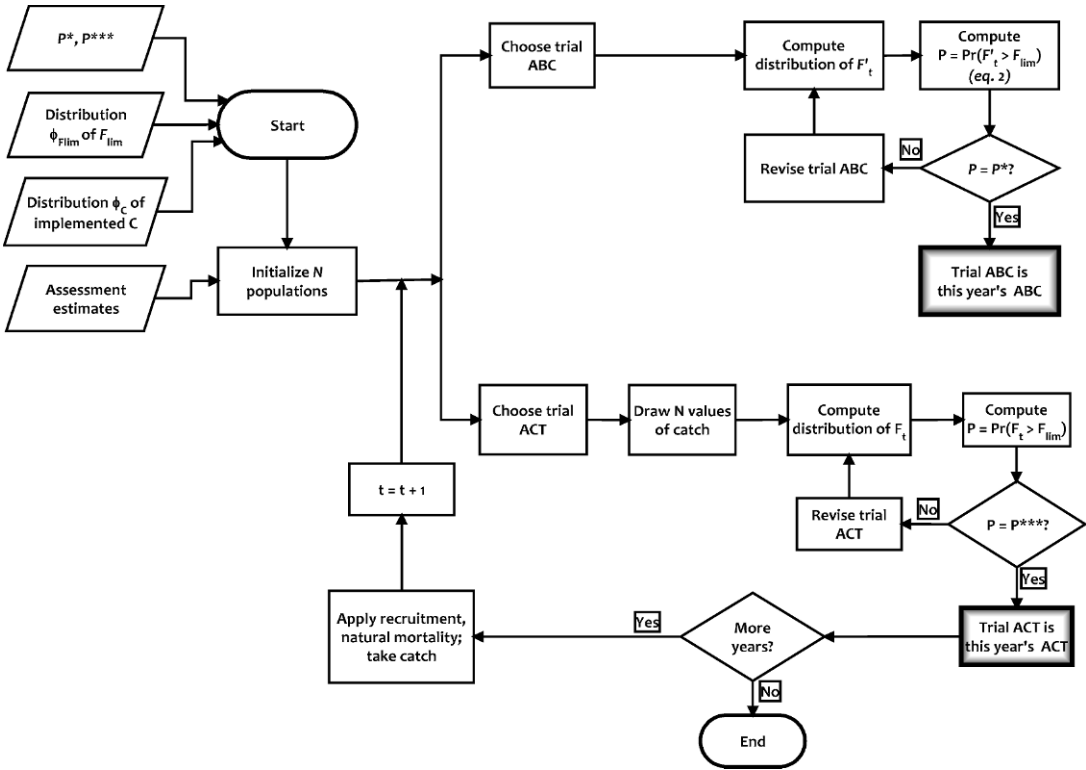 P*, P***
Distribution
ϕFlim of Flim
Distribution ϕC of
implemented C
Assessment
estimates
Start
Initialize N
populations
Choose trial
ABC
Compute
distribution of F't
Compute
P = Pr(F't > Flim)
(eq. 2)
Revise trial ABC
No
P = P*?
Yes
Trial ABC is
this year's ABC
Choose trial
ACT
Draw N values
of catch
Compute
distribution of Ft
Compute
P = Pr(Ft > Flim)
t = t + 1
Revise trial
ACT
No
P = P***?
Yes
Apply recruitment,
natural mortality;
take catch
Yes
More
years?
Trial ACT is
this year's ACT
No
End